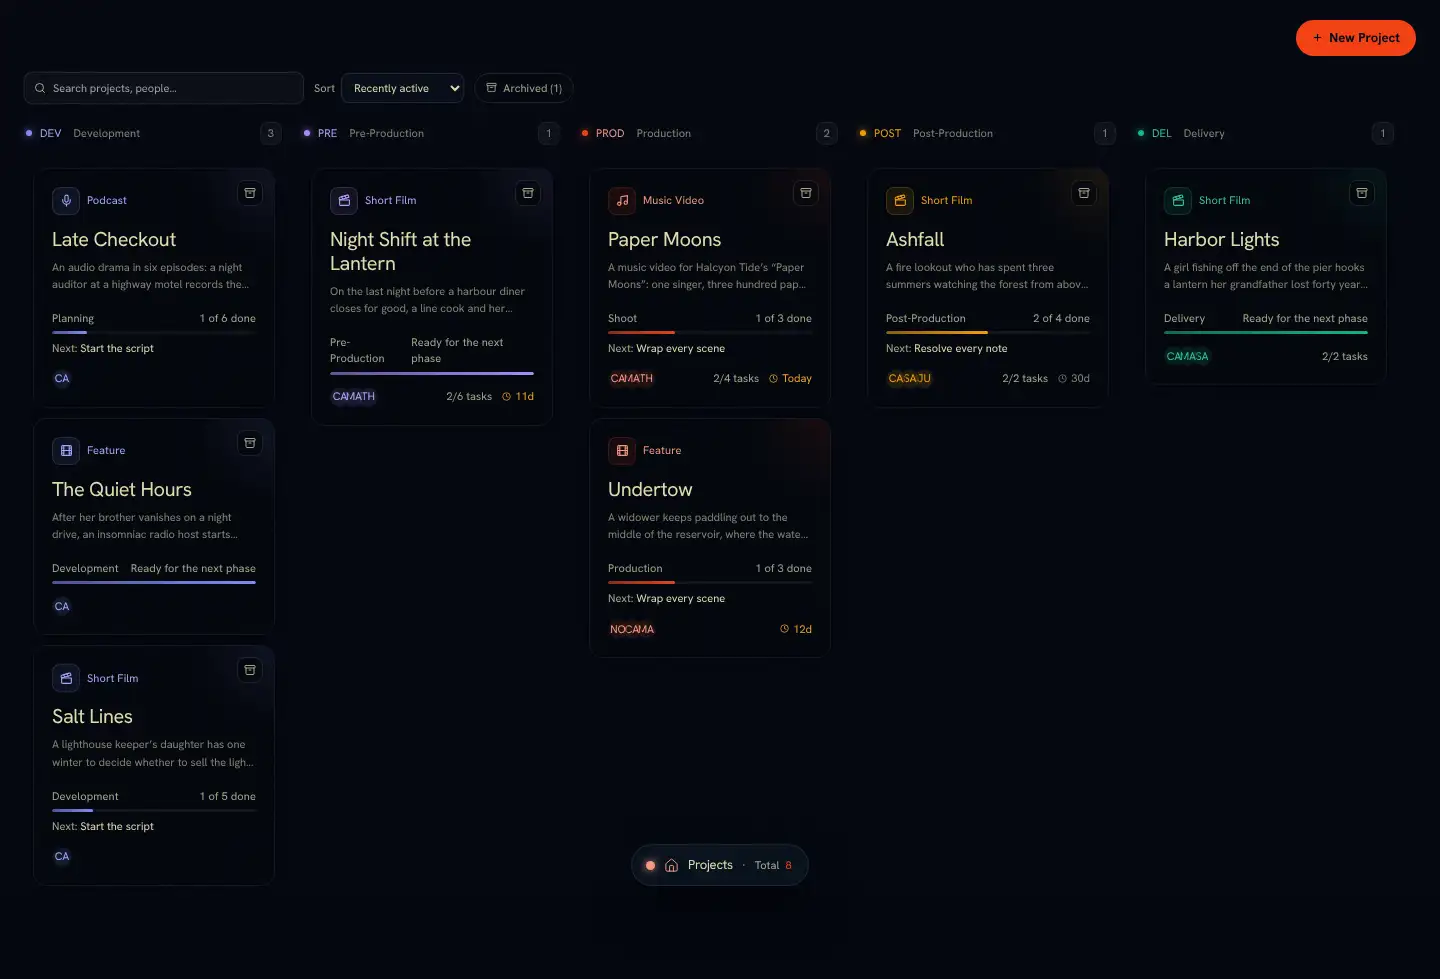 + New Project
Search projects, people...
Sort
Recently active
Archived (1)
DEV Development 3
Podcast
Late Checkout
An audio drama in six episodes: a night
auditor at a highway motel records the...
Planning 1 of 6 done
Next: Start the script
CA
Feature
The Quiet Hours
After her brother vanishes on a night
drive, an insomniac radio host starts...
Development Ready for the next phase
CA
Short Film
Salt Lines
A lighthouse keeper's daughter has one
winter to decide whether to sell the ligh...
Development 1 of 5 done
Next: Start the script
CA
PRE Pre-Production 1
Short Film
Night Shift at the
Lantern
On the last night before a harbour diner
closes for good, a line cook and her...
Pre-
Production
Ready for the next
phase
CAMATH 2/6 tasks 11d
PROD Production 2
Music Video
Paper Moons
A music video for Halcyon Tide's “Paper
Moons”: one singer, three hundred pap...
Shoot 1 of 3 done
Next: Wrap every scene
CAMATH 2/4 tasks Today
Feature
Undertow
A widower keeps paddling out to the
middle of the reservoir, where the wate...
Production 1 of 3 done
Next: Wrap every scene
NOCAMA 12d
POST Post-Production 1
Short Film
Ashfall
A fire lookout who has spent three
summers watching the forest from abov...
Post-Production 2 of 4 done
Next: Resolve every note
CASAJU 2/2 tasks 30d
DEL Delivery 1
Short Film
Harbor Lights
A girl fishing off the end of the pier hooks
a lantern her grandfather lost forty year...
Delivery Ready for the next phase
CAMASA 2/2 tasks
Projects · Total 8